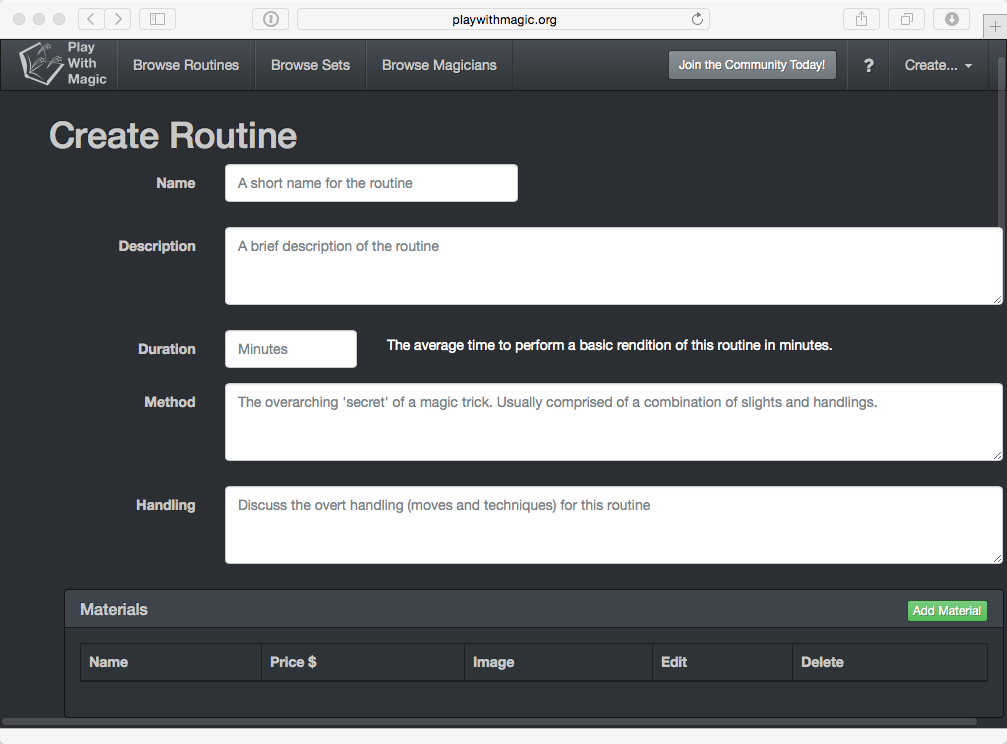 playwithmagic.org
Play
With
Magic
Browse Routines
Browse Sets
Browse Magicians
Join the Community Today!
?
Create...
Create Routine
Name
A short name for the routine
Description
A brief description of the routine
Duration
Minutes
The average time to perform a basic rendition of this routine in minutes.
Method
The overarching 'secret' of a magic trick. Usually comprised of a combination of slights and handlings.
Handling
Discuss the overt handling (moves and techniques) for this routine
Materials
Add Material
Name
Price $
Image
Edit
Delete